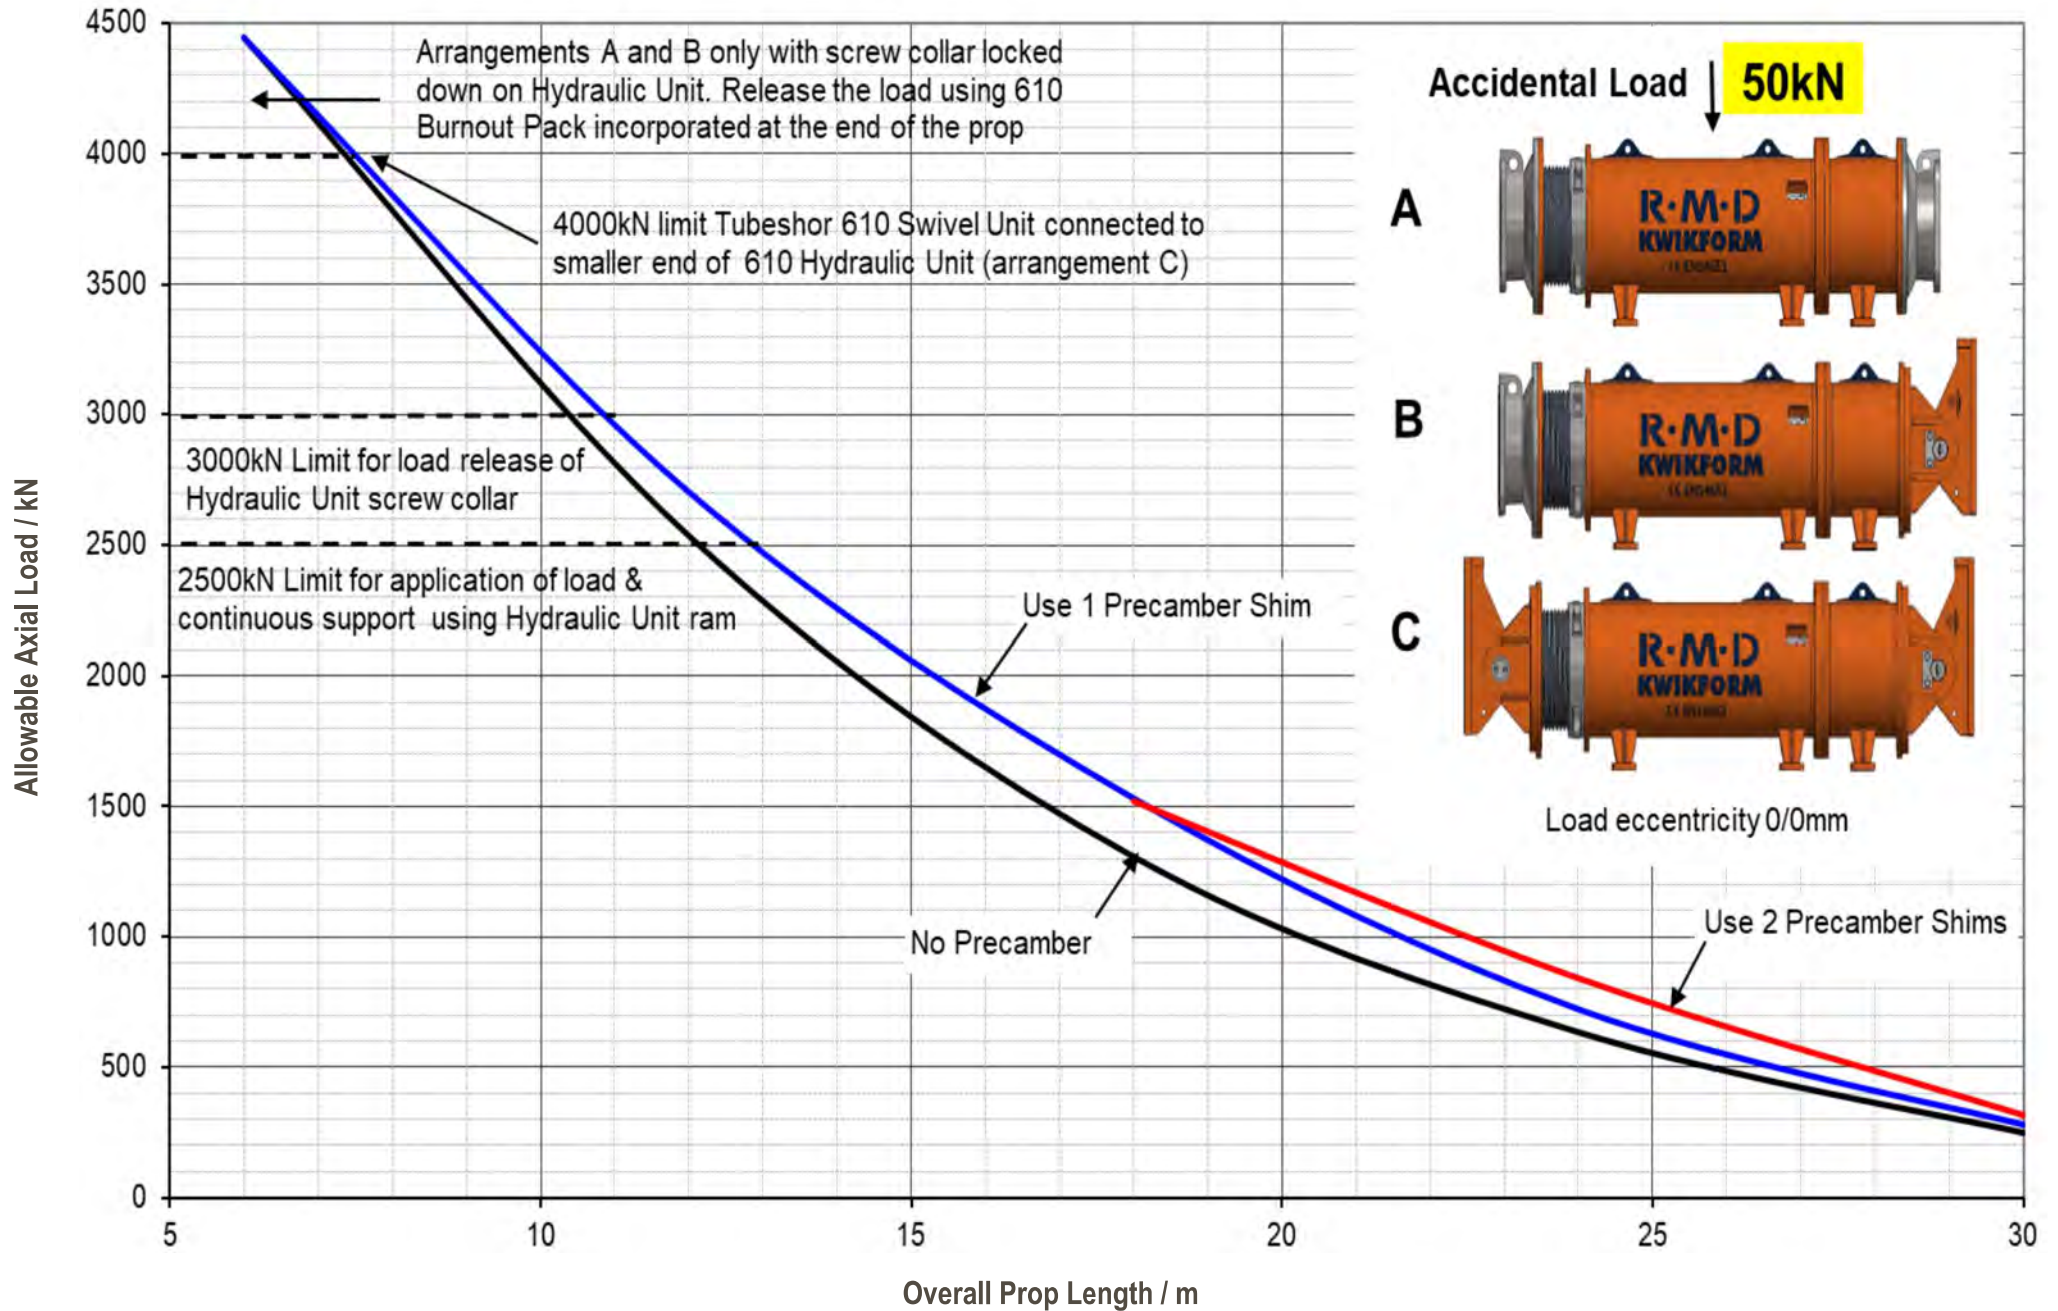 4500
4000
3500
3000
2500
2000
1500
1000
500
0
Allowable Axial Load / kN
5
10
15
20
25
30
Overall Prop Length / m
Arrangements A and B only with screw collar locked
down on Hydraulic Unit. Release the load using 610
Burnout Pack incorporated at the end of the prop
4000kN limit Tubeshor 610 Swivel Unit connected to
smaller end of 610 Hydraulic Unit (arrangement C)
3000kN Limit for load release of
Hydraulic Unit screw collar
2500kN Limit for application of load &
continuous support using Hydraulic Unit ram
Use 1 Precamber Shim
No Precamber
Use 2 Precamber Shims
Accidental Load 50kN
A
R·M·D
KWIKFORM
B
R·M·D
KWIKFORM
C
R·M·D
KWIKFORM
Load eccentricity 0/0mm